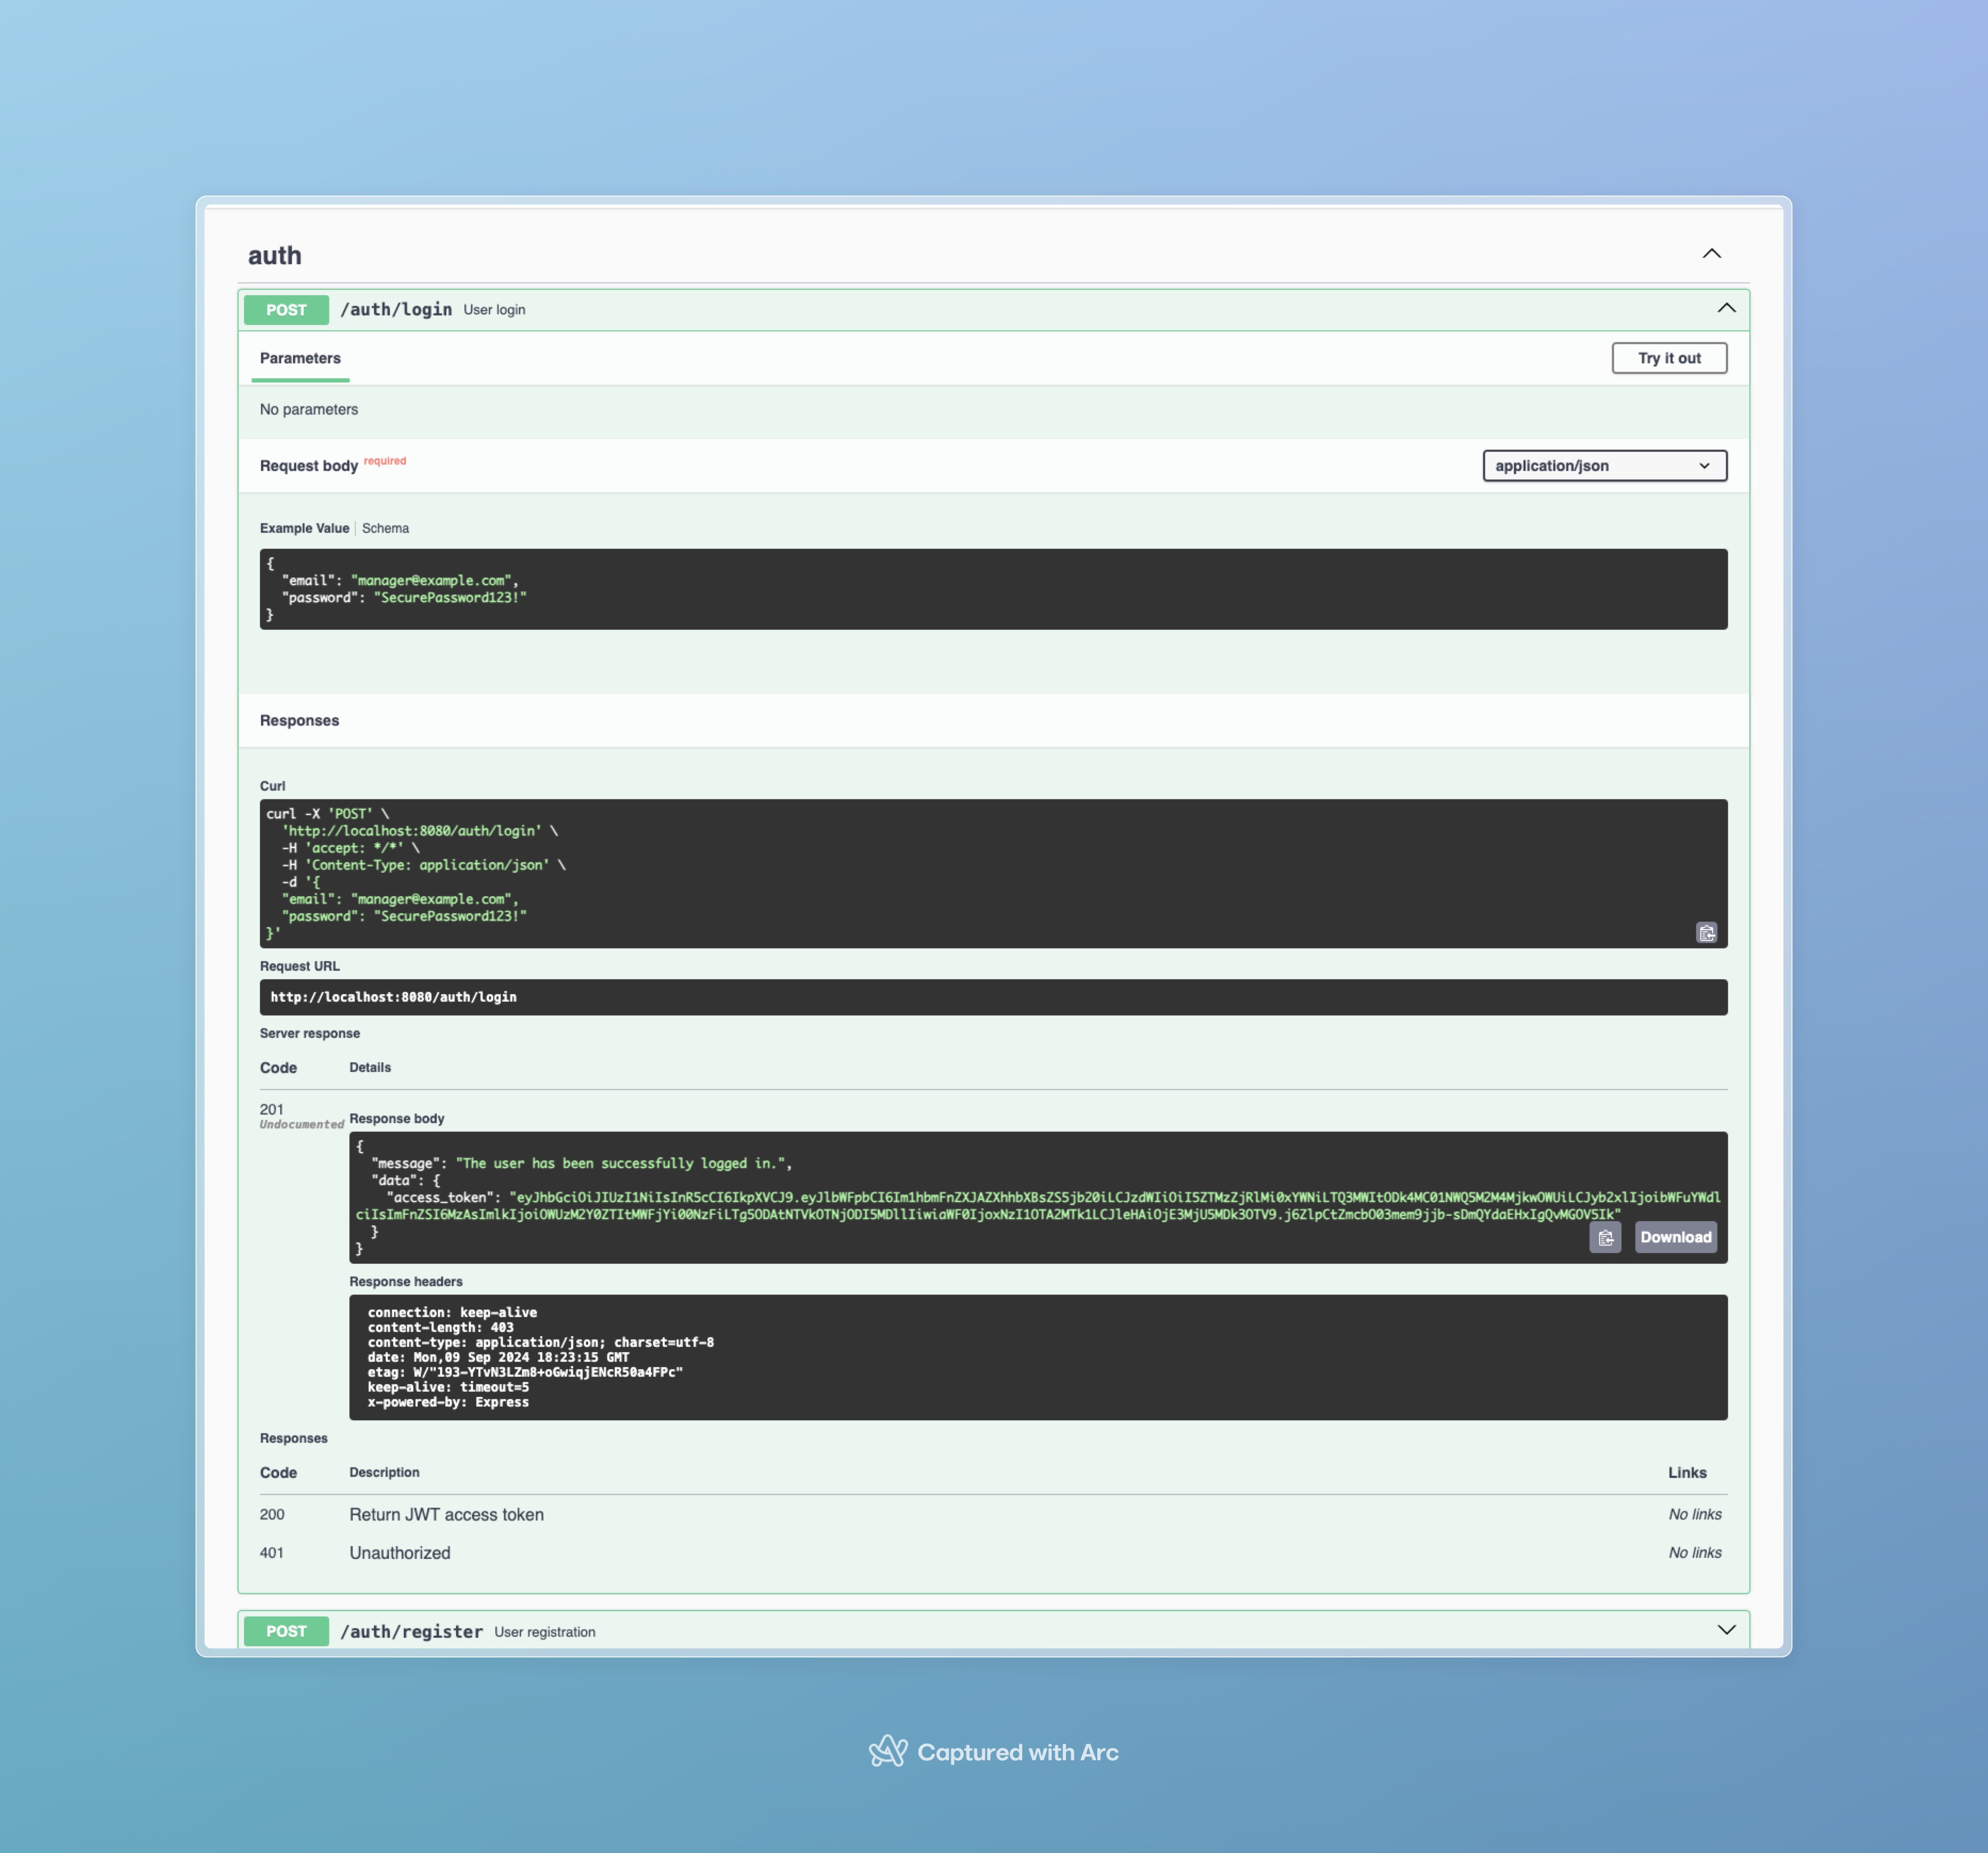 auth
POST /auth/login User login
Parameters
Try it out
No parameters
Request body required
application/json
Example Value Schema
{
  "email": "manager@example.com",
  "password": "SecurePassword123!"
}
Responses
Curl
curl -X 'POST' \
  'http://localhost:8080/auth/login' \
  -H 'accept: */*' \
  -H 'Content-Type: application/json' \
  -d '{
  "email": "manager@example.com",
  "password": "SecurePassword123!"
}'
Request URL
http://localhost:8080/auth/login
Server response
Code Details
201
Undocumented
Response body
{
  "message": "The user has been successfully logged in.",
  "data": {
    "access_token": "eyJhbGciOiJIUzI1NiIsInR5cCI6IkpXVCJ9.eyJlbWFpbCI6Im1hbmFnZXJAZXhhbXBsZS5jb20iLCJzdWIiOiI5ZTMzZjRlMi0xYWNiLTQ3MWItODk4MC01NWQ5M2M4MjkwOWUiLCJyb2xlIjoibWFuYWdl
ciIsImFnZSI6MzAsImlkIjoiOWUzM2Y0ZTItMWFjYi00NzFiLTg5ODAtNTVkOTNjODI5MDllIiwiaWF0IjoxNzI1OTA2MTk1LCJleHAiOjE3MjU5MDk3OTV9.j6ZlpCtZmcbO03mem9jjb-sDmQYdaEHxIgQvMGOV5Ik"
  }
}
Download
Response headers
connection: keep-alive
content-length: 403
content-type: application/json; charset=utf-8
date: Mon,09 Sep 2024 18:23:15 GMT
etag: W/"193-YTvN3LZm8+oGwiqjENcR50a4FPc"
keep-alive: timeout=5
x-powered-by: Express
Responses
Code Description Links
200 Return JWT access token No links
401 Unauthorized No links
POST /auth/register User registration
Captured with Arc